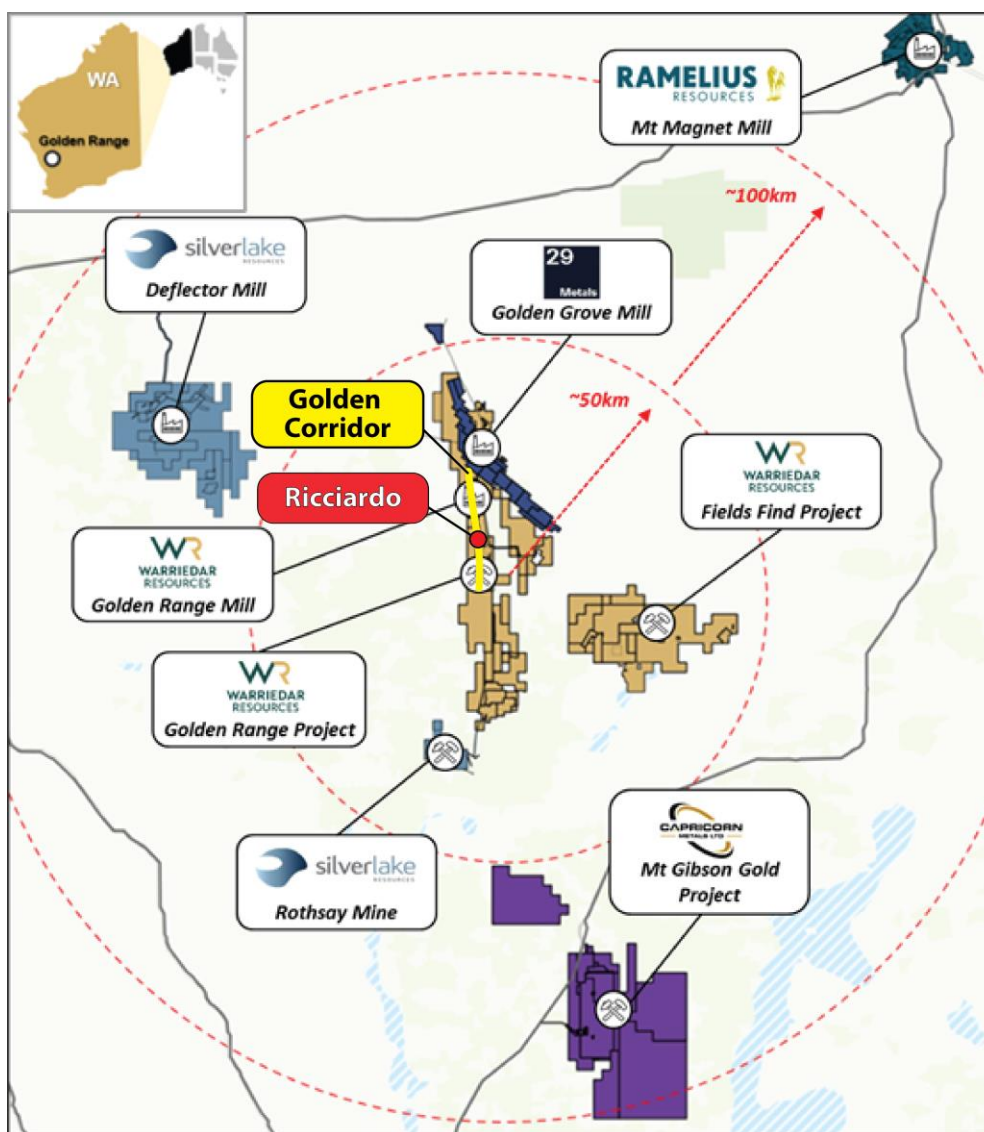 WA
Golden Range
RAMELIUS
RESOURCES
Mt Magnet Mill
~100km
silverlake
RESOURCES
Deflector Mill
29
Metals
Golden Grove Mill
~50km
Golden
Corridor
Ricciardo
WR
WARRIEDAR
RESOURCES
Fields Find Project
WR
WARRIEDAR
RESOURCES
Golden Range Mill
WR
WARRIEDAR
RESOURCES
Golden Range Project
silverlake
RESOURCES
Rothsay Mine
CAPRICORN
METALS LTD
Mt Gibson Gold
Project